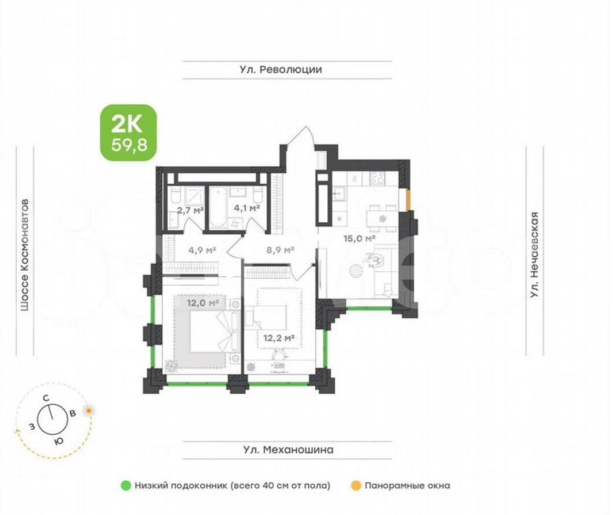 Ул. Революции
2К
59,8
Шоссе Космонавтов
Ул. Нечаевская
2.7 м²
4,1 м²
4,9 м²
8,9 м²
15,0 м²
12,0 м²
12,2 м²
С
З
В
Ю
Ул. Механошина
Низкий подоконник (всего 40 см от пола)
Панорамные окна